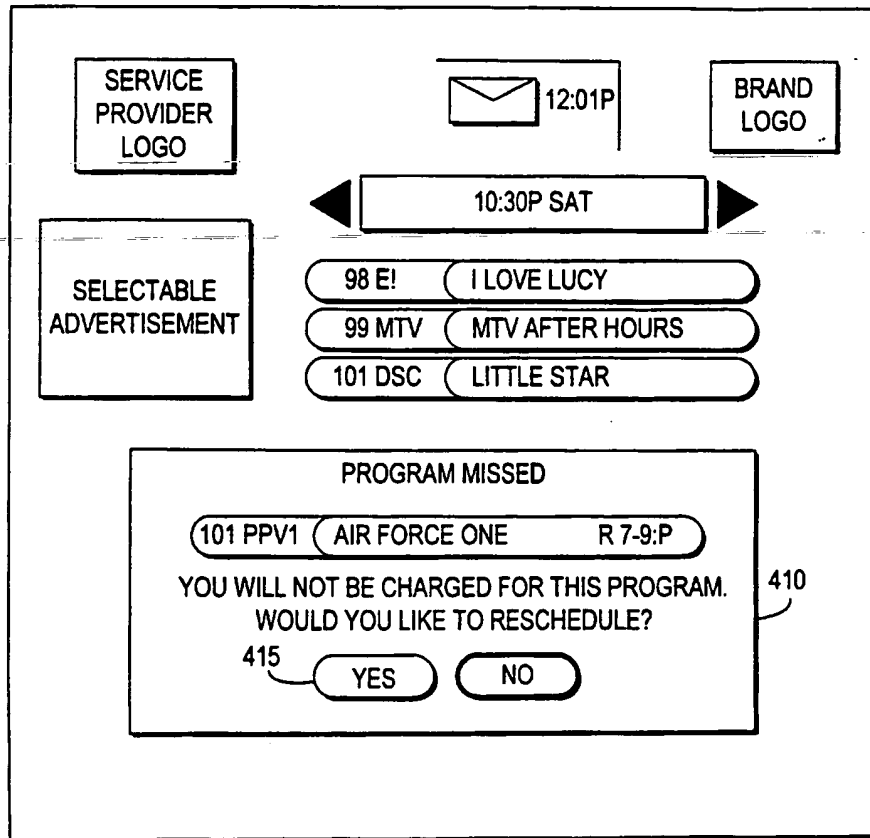 SERVICE
PROVIDER
LOGO
12:01P
BRAND
LOGO
10:30P SAT
SELECTABLE
ADVERTISEMENT
98 E! I LOVE LUCY
99 MTV MTV AFTER HOURS
101 DSC LITTLE STAR
PROGRAM MISSED
101 PPV1 AIR FORCE ONE R 7-9:P
YOU WILL NOT BE CHARGED FOR THIS PROGRAM.
WOULD YOU LIKE TO RESCHEDULE?
410
415
YES NO